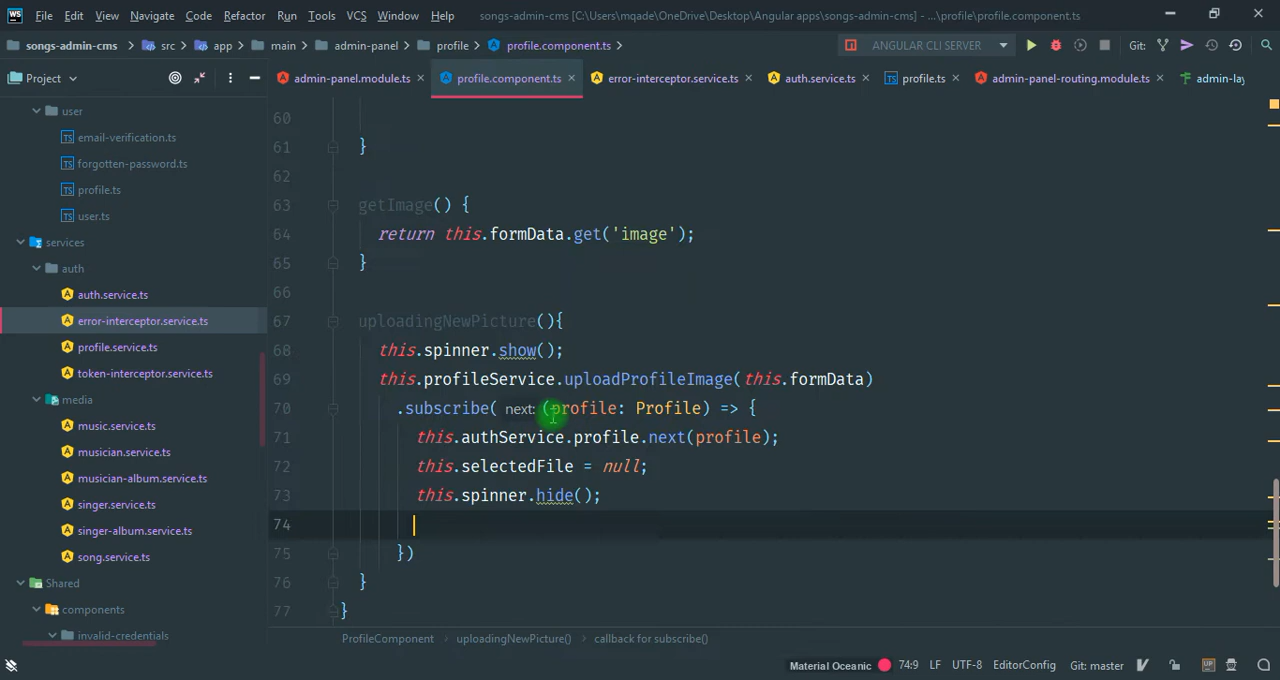 WS File Edit View Navigate Code Refactor Run Tools VCS Window Help songs-admin-cms [C:\Users\mqade\OneDrive\Desktop\Angular apps\songs-admin-cms] - ...\profile\profile.component.ts
songs-admin-cms src app main admin-panel profile profile.component.ts ANGULAR CLI SERVER Git:
Project admin-panel.module.ts profile.component.ts error-interceptor.service.ts auth.service.ts profile.ts admin-panel-routing.module.ts admin-lay
user
email-verification.ts
forgotten-password.ts
profile.ts
user.ts
services
auth
auth.service.ts
error-interceptor.service.ts
profile.service.ts
token-interceptor.service.ts
media
music.service.ts
musician.service.ts
musician-album.service.ts
singer.service.ts
singer-album.service.ts
song.service.ts
Shared
components
invalid-credentials
60
61 }
62
63 getImage() {
64 return this.formData.get('image');
65 }
66
67 uploadingNewPicture(){
68 this.spinner.show();
69 this.profileService.uploadProfileImage(this.formData)
70 .subscribe( next: (profile: Profile) => {
71 this.authService.profile.next(profile);
72 this.selectedFile = null;
73 this.spinner.hide();
74
75 })
76 }
77 }
ProfileComponent uploadingNewPicture() callback for subscribe()
Material Oceanic 74:9 LF UTF-8 EditorConfig Git: master UP